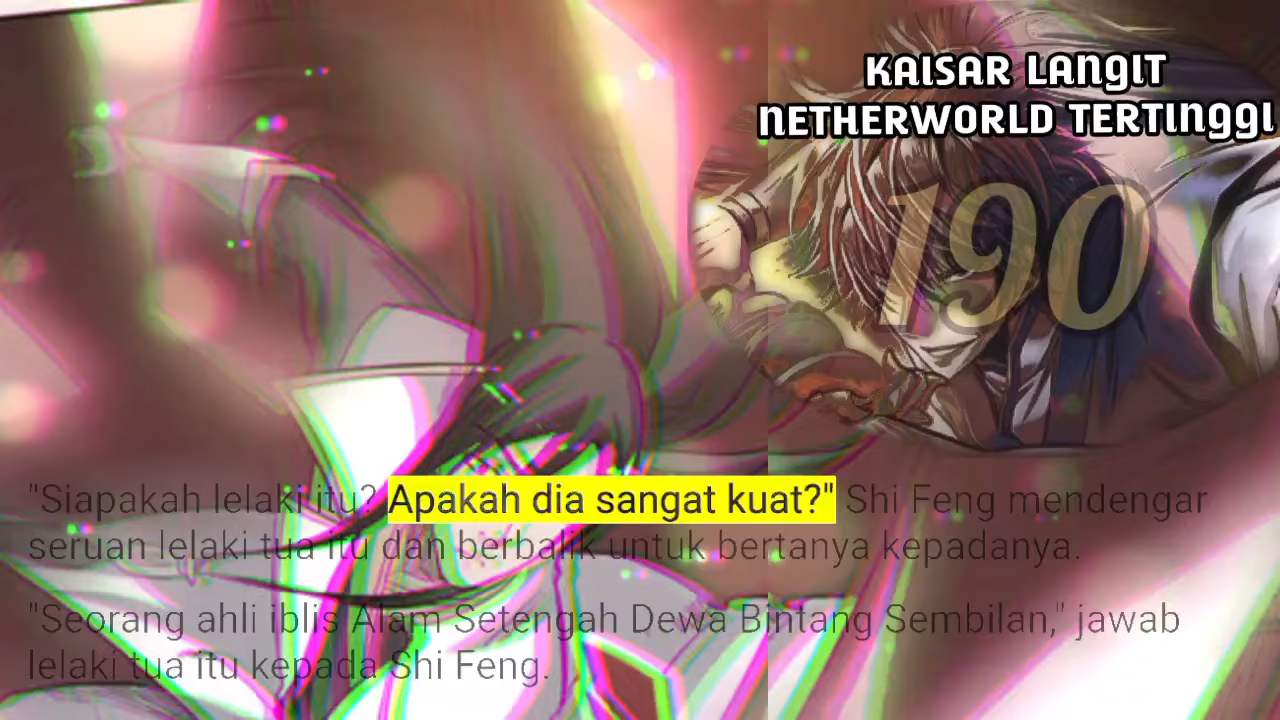 KAISAR LANGIT
NETHERWORLD TERTINGGI
190
"Siapakah lelaki itu? Apakah dia sangat kuat?" Shi Feng mendengar
seruan lelaki tua itu dan berbalik untuk bertanya kepadanya.
"Seorang ahli iblis Alam Setengah Dewa Bintang Sembilan," jawab
lelaki tua itu kepada Shi Feng.